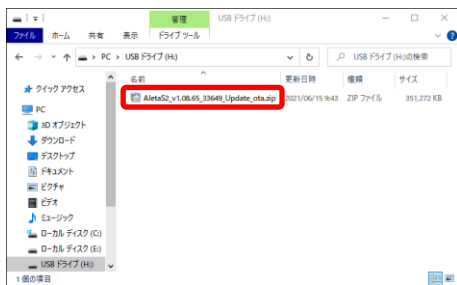 管理
USB ドライブ (H:)
ファイル ホーム 共有 表示 ドライブ ツール
PC › USB ドライブ (H:)
USB ドライブ (H:)の検索
名前 更新日時 種類 サイズ
AletaS2_v1.08.65_33649_Update_ota.zip 2021/06/15 9:43 ZIP ファイル 351,272 KB
クイック アクセス
PC
3D オブジェクト
ダウンロード
デスクトップ
ドキュメント
ピクチャ
ビデオ
ミュージック
ローカル ディスク (C:)
ローカル ディスク (E:)
USB ドライブ (H:)
1 個の項目